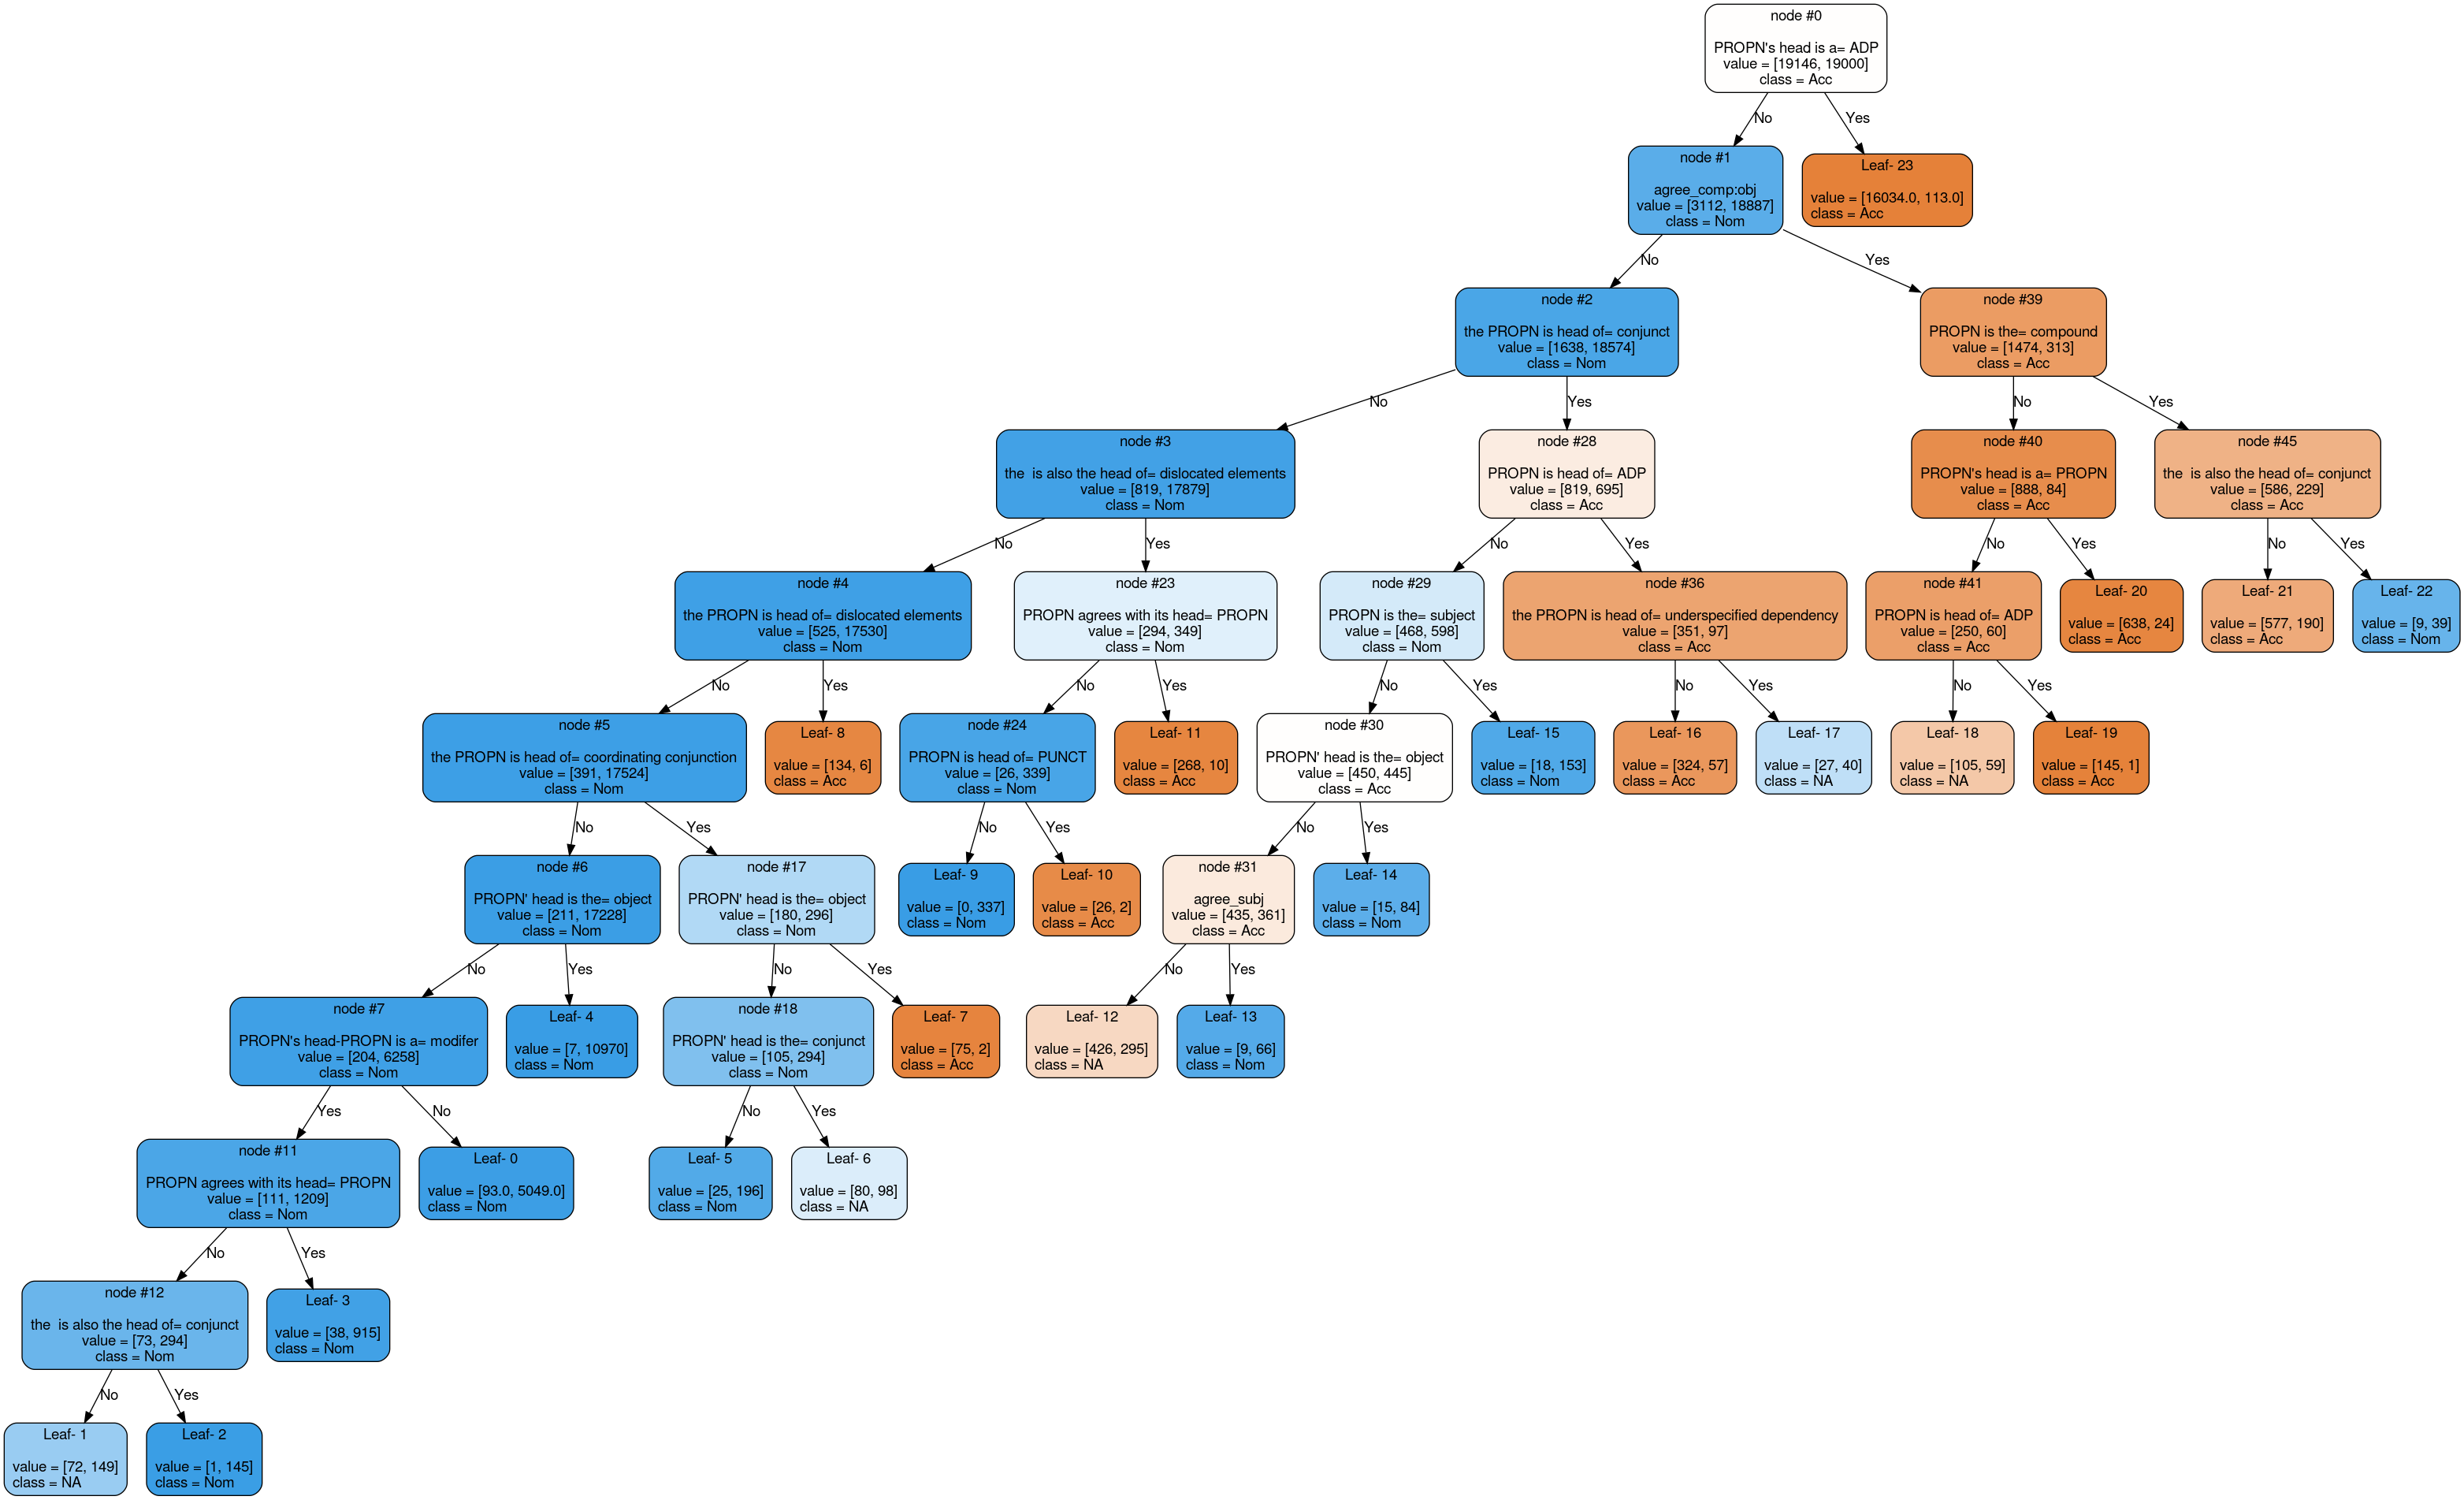 node #0
PROPN's head is a= ADP
value = [19146, 19000]
class = Acc
No
Yes
node #1
agree_comp:obj
value = [3112, 18887]
class = Nom
Leaf- 23
value = [16034.0, 113.0]
class = Acc
No
Yes
node #2
the PROPN is head of= conjunct
value = [1638, 18574]
class = Nom
node #39
PROPN is the= compound
value = [1474, 313]
class = Acc
No
Yes
No
Yes
node #3
the  is also the head of= dislocated elements
value = [819, 17879]
class = Nom
node #28
PROPN is head of= ADP
value = [819, 695]
class = Acc
node #40
PROPN's head is a= PROPN
value = [888, 84]
class = Acc
node #45
the  is also the head of= conjunct
value = [586, 229]
class = Acc
No
Yes
No
Yes
No
Yes
No
Yes
node #4
the PROPN is head of= dislocated elements
value = [525, 17530]
class = Nom
node #23
PROPN agrees with its head= PROPN
value = [294, 349]
class = Nom
node #29
PROPN is the= subject
value = [468, 598]
class = Nom
node #36
the PROPN is head of= underspecified dependency
value = [351, 97]
class = Acc
node #41
PROPN is head of= ADP
value = [250, 60]
class = Acc
Leaf- 20
value = [638, 24]
class = Acc
Leaf- 21
value = [577, 190]
class = Acc
Leaf- 22
value = [9, 39]
class = Nom
No
Yes
No
Yes
No
Yes
No
Yes
No
Yes
node #5
the PROPN is head of= coordinating conjunction
value = [391, 17524]
class = Nom
Leaf- 8
value = [134, 6]
class = Acc
node #24
PROPN is head of= PUNCT
value = [26, 339]
class = Nom
Leaf- 11
value = [268, 10]
class = Acc
node #30
PROPN' head is the= object
value = [450, 445]
class = Acc
Leaf- 15
value = [18, 153]
class = Nom
Leaf- 16
value = [324, 57]
class = Acc
Leaf- 17
value = [27, 40]
class = NA
Leaf- 18
value = [105, 59]
class = NA
Leaf- 19
value = [145, 1]
class = Acc
No
Yes
No
Yes
No
Yes
node #6
PROPN' head is the= object
value = [211, 17228]
class = Nom
node #17
PROPN' head is the= object
value = [180, 296]
class = Nom
Leaf- 9
value = [0, 337]
class = Nom
Leaf- 10
value = [26, 2]
class = Acc
node #31
agree_subj
value = [435, 361]
class = Acc
Leaf- 14
value = [15, 84]
class = Nom
No
Yes
No
Yes
No
Yes
node #7
PROPN's head-PROPN is a= modifer
value = [204, 6258]
class = Nom
Leaf- 4
value = [7, 10970]
class = Nom
node #18
PROPN' head is the= conjunct
value = [105, 294]
class = Nom
Leaf- 7
value = [75, 2]
class = Acc
Leaf- 12
value = [426, 295]
class = NA
Leaf- 13
value = [9, 66]
class = Nom
Yes
No
No
Yes
node #11
PROPN agrees with its head= PROPN
value = [111, 1209]
class = Nom
Leaf- 0
value = [93.0, 5049.0]
class = Nom
Leaf- 5
value = [25, 196]
class = Nom
Leaf- 6
value = [80, 98]
class = NA
No
Yes
node #12
the  is also the head of= conjunct
value = [73, 294]
class = Nom
Leaf- 3
value = [38, 915]
class = Nom
No
Yes
Leaf- 1
value = [72, 149]
class = NA
Leaf- 2
value = [1, 145]
class = Nom